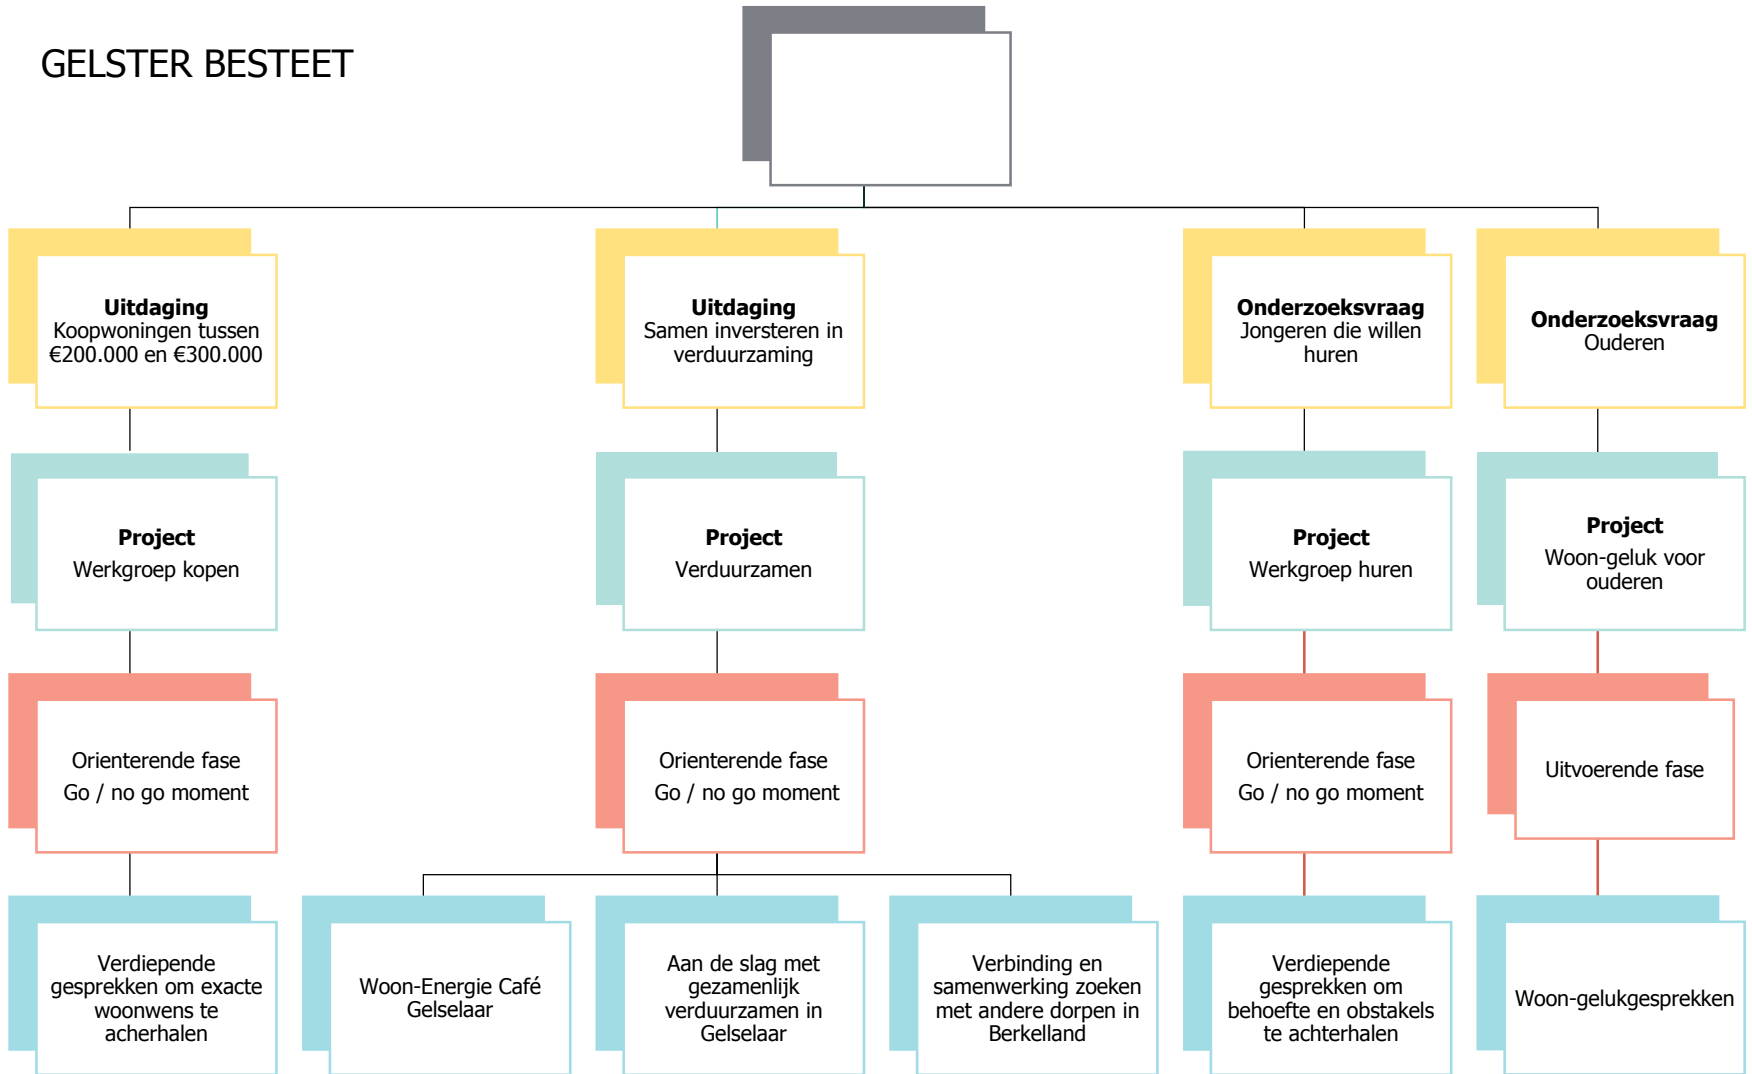 GELSTER BESTEET
Uitdaging
Koopwoningen tussen
€200.000 en €300.000
Uitdaging
Samen inversteren in
verduurzaming
Onderzoeksvraag
Jongeren die willen
huren
Onderzoeksvraag
Ouderen
Project
Werkgroep kopen
Project
Verduurzamen
Project
Werkgroep huren
Project
Woon-geluk voor
ouderen
Orienterende fase
Go / no go moment
Orienterende fase
Go / no go moment
Orienterende fase
Go / no go moment
Uitvoerende fase
Verdiepende
gesprekken om exacte
woonwens te
acherhalen
Woon-Energie Café
Gelselaar
Aan de slag met
gezamenlijk
verduurzamen in
Gelselaar
Verbinding en
samenwerking zoeken
met andere dorpen in
Berkelland
Verdiepende
gesprekken om
behoefte en obstakels
te achterhalen
Woon-gelukgesprekken